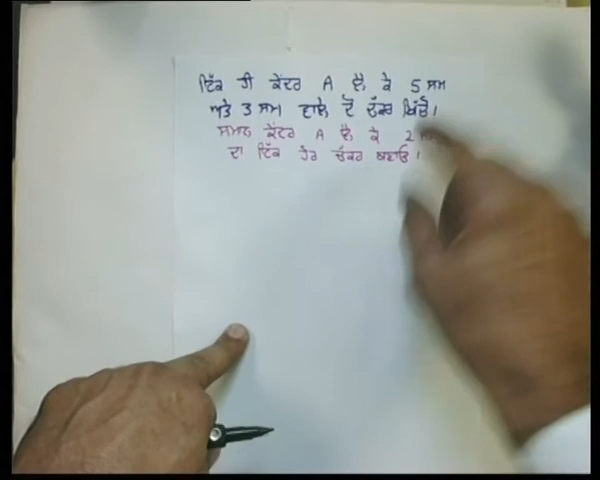 ਇੱਕ ਹੀ ਕੇਂਦਰ A ਲੈ ਕੇ 5 ਸਮ
ਅਤੇ 3 ਸਮ ਵਾਲੇ ਦੋ ਚੱਕਰ ਖਿੱਚੋ।
ਸਮਾਨ ਕੇਂਦਰ A ਲੈ ਕੇ 2
ਦਾ ਇੱਕ ਹੋਰ ਚੱਕਰ ਬਣਾਓ।